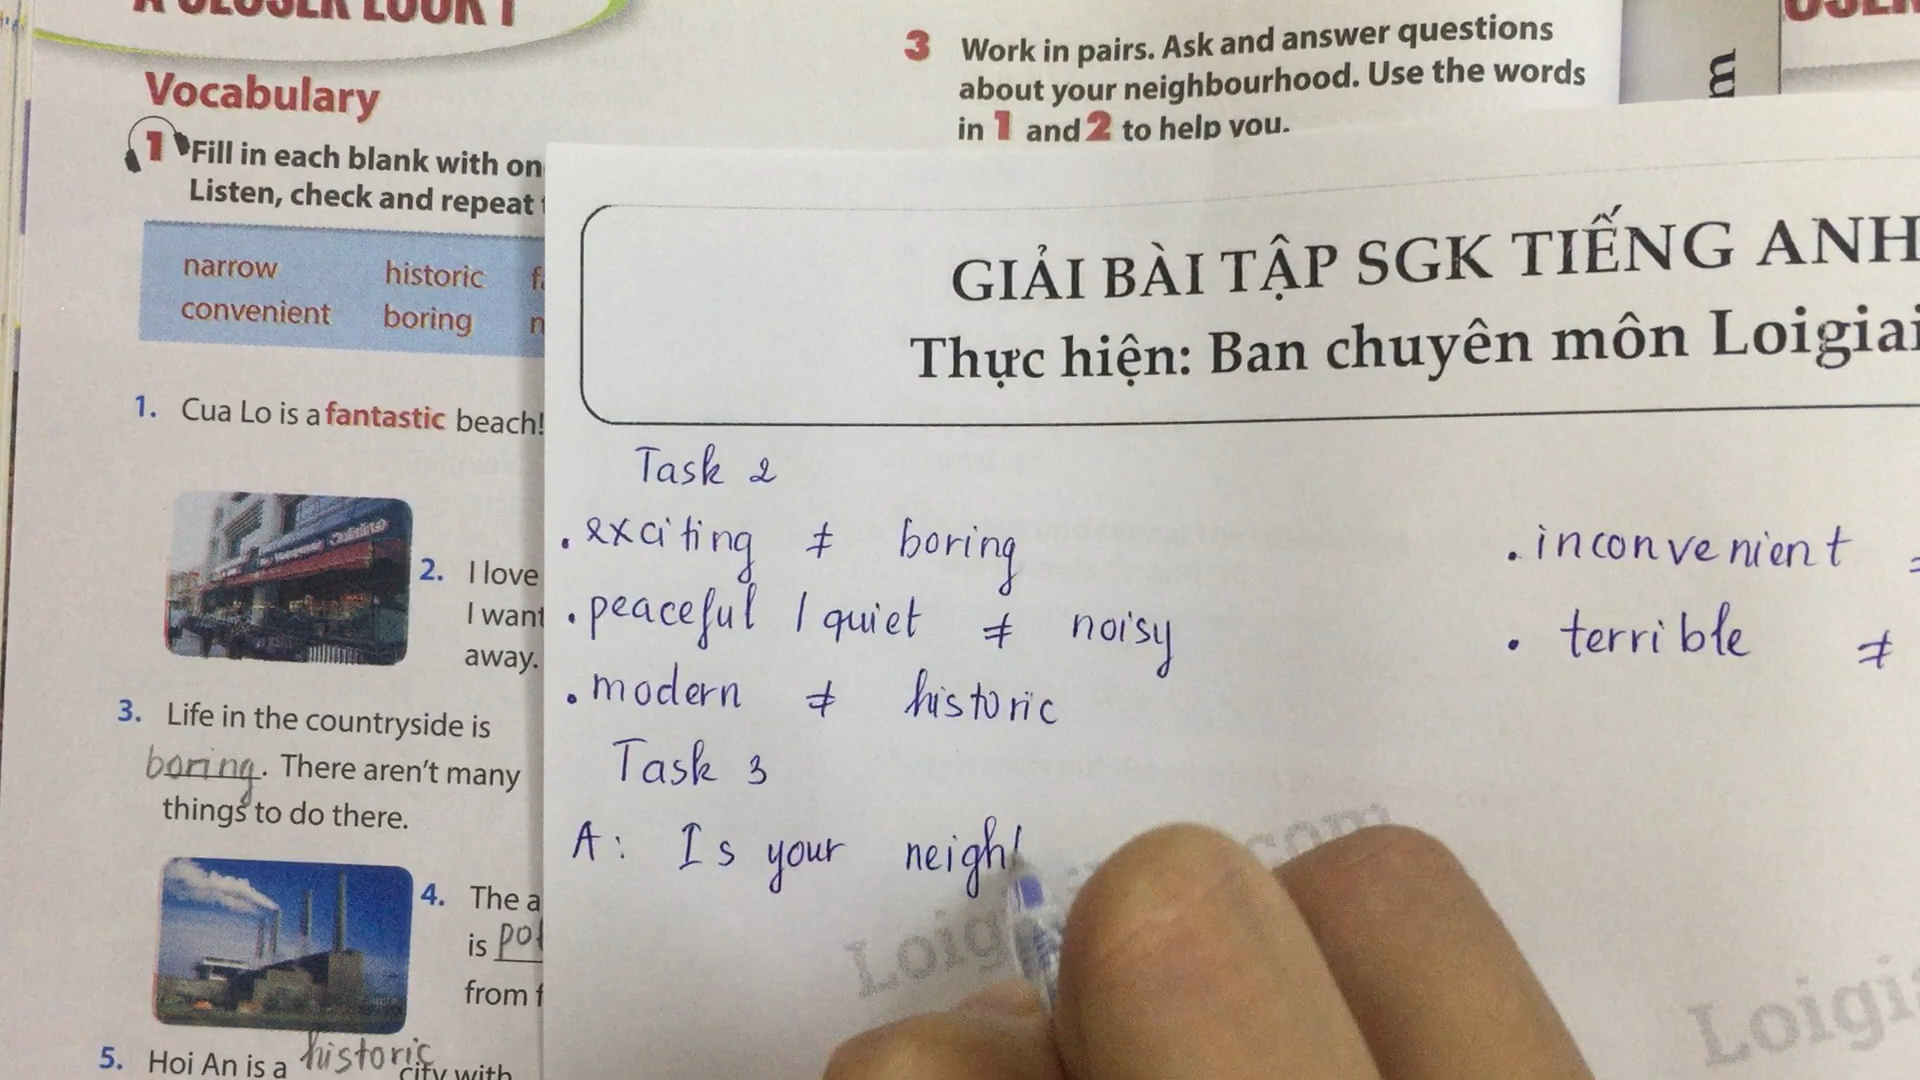 A CLOSER LOOK 1
Vocabulary
1 Fill in each blank with
Listen, check and repeat
narrow historic
convenient boring
1. Cua Lo is a fantastic beach!
2. I love
I want
away.
3. Life in the countryside is
boring. There aren't many
things to do there.
4. The
is
from
5. Hoi An is a historic city with
3 Work in pairs. Ask and answer questions
about your neighbourhood. Use the words
in 1 and 2 to help you.
GIẢI BÀI TẬP SGK TIẾNG ANH
Thực hiện: Ban chuyên môn Loigiai
Task 2
. exciting ≠ boring
. peaceful / quiet ≠ noisy
. modern ≠ historic
. inconvenient
. terrible ≠
Task 3
A: Is your neigh